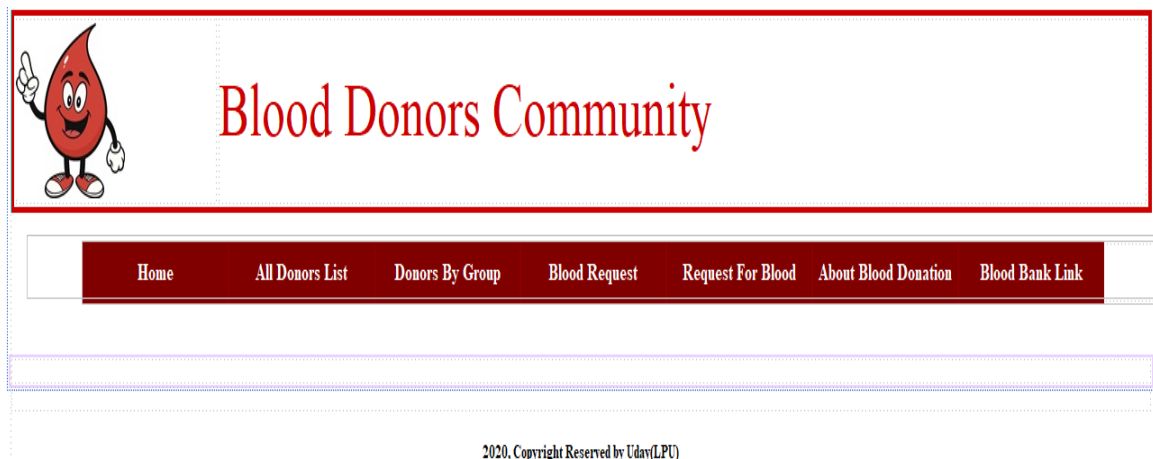 Blood Donors Community
Home All Donors List Donors By Group Blood Request Request For Blood About Blood Donation Blood Bank Link
2020, Copyright Reserved by Uday(LPU)